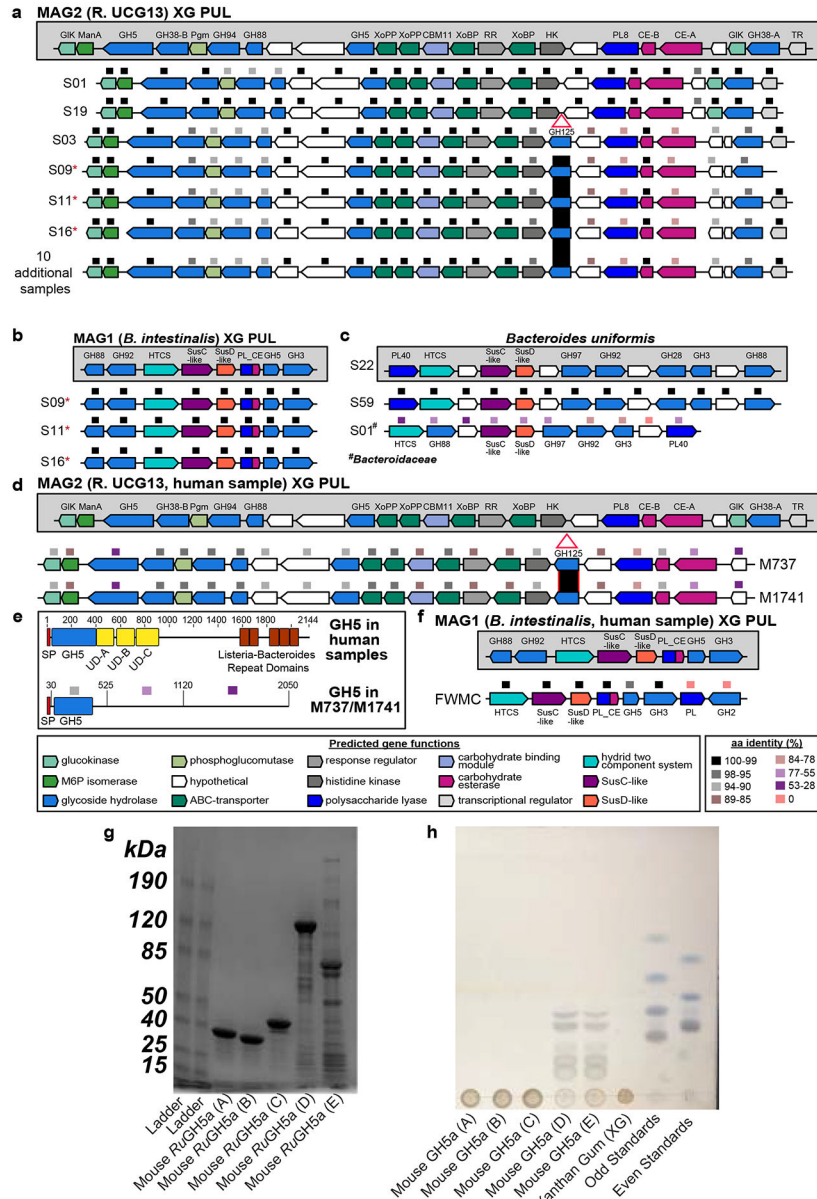 a
MAG2 (R. UCG13) XG PUL
GlK ManA GH5 GH38-B Pgm GH94 GH88 GH5 XoPP XoPP CBM11 XoBP RR XoBP HK PL8 CE-B CE-A GlK GH38-A TR
S01
S19
GH125
S03
S09*
S11*
S16*
10
additional
samples
b
MAG1 (B. intestinalis) XG PUL
GH88 GH92 HTCS SusC -like SusD -like PL_CE GH5 GH3
S09*
S11*
S16*
c
Bacteroides uniformis
PL40 HTCS SusC -like SusD -like GH97 GH92 GH28 GH3 GH88
S22
S59
S01#
HTCS GH88 SusC -like SusD -like GH97 GH92 GH3 PL40
#Bacteroidaceae
d
MAG2 (R. UCG13, human sample) XG PUL
GlK ManA GH5 GH38-B Pgm GH94 GH88 GH5 XoPP XoPP CBM11 XoBP RR XoBP HK PL8 CE-B CE-A GlK GH38-A TR
GH125
M737
M1741
e
1 200 400 600 800 1000 1200 1400 1600 1800 2144
SP GH5 UD-A UD-B UD-C
Listeria-Bacteroides
Repeat Domains
GH5 in
human
samples
30 525 1120 2050
SP GH5
GH5 in
M737/M1741
f
MAG1 (B. intestinalis, human sample) XG PUL
GH88 GH92 HTCS SusC -like SusD -like PL_CE GH5 GH3
FWMC
HTCS SusC -like SusD -like PL_CE GH5 GH3 PL GH2
Predicted gene functions
glucokinase
M6P isomerase
glycoside hydrolase
phosphoglucomutase
hypothetical
ABC-transporter
response regulator
histidine kinase
transcriptional regulator
carbohydrate binding
module
carbohydrate
esterase
polysaccharide lyase
hydrid two
component system
SusC-like
SusD-like
aa identity (%)
100-99
98-95
94-90
89-85
84-78
77-55
53-28
0
g
kDa
190
120
85
50
40
25
15
Ladder
Ladder
Mouse RuGH5a (A)
Mouse RuGH5a (B)
Mouse RuGH5a (C)
Mouse RuGH5a (D)
Mouse RuGH5a (E)
h
Mouse GH5a (A)
Mouse GH5a (B)
Mouse GH5a (C)
Mouse GH5a (D)
Mouse GH5a (E)
Xanthan Gum (XG)
Odd Standards
Even Standards